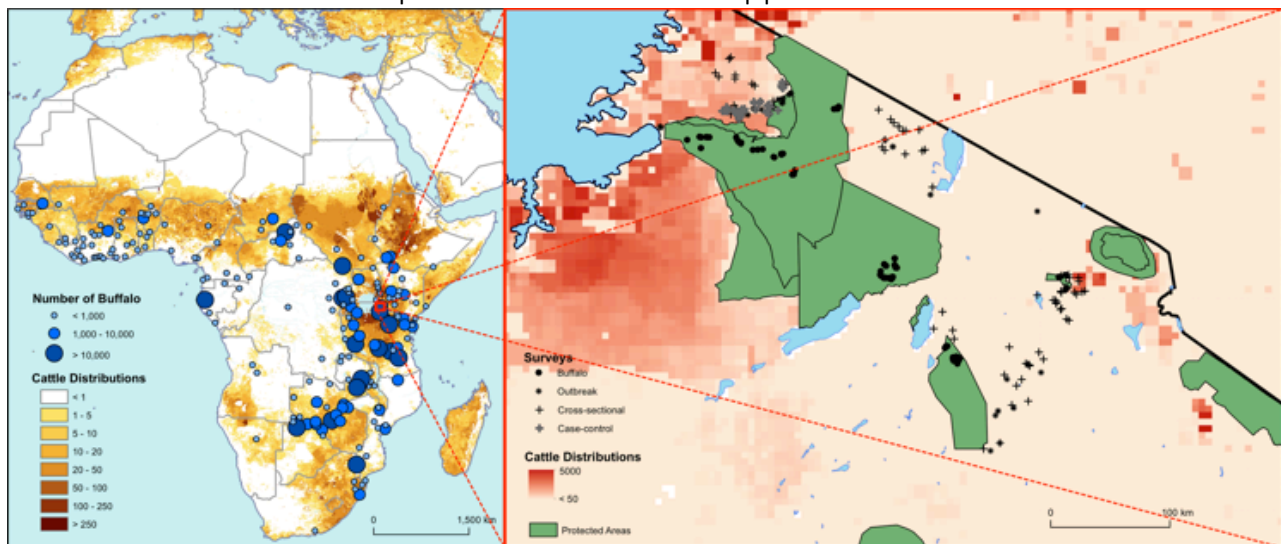 Number of Buffalo
< 1,000
1,000 - 10,000
> 10,000
Cattle Distributions
< 1
1 - 5
5 - 10
10 - 20
20 - 50
50 - 100
100 - 250
> 250
0
1,500 km
Surveys
Buffalo
Outbreak
Cross-sectional
Case-control
Cattle Distributions
5000
< 50
Protected Areas
0
100 km